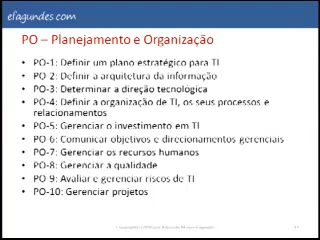 efagundes.com
PO – Planejamento e Organização
• PO-1: Definir um plano estratégico para TI
• PO-2: Definir a arquitetura da informação
• PO-3: Determinar a direção tecnológica
• PO-4: Definir a organização de TI, os seus processos e
relacionamentos
• PO-5: Gerenciar o investimento em TI
• PO-6: Comunicar objetivos e direcionamentos gerenciais
• PO-7: Gerenciar os recursos humanos
• PO-8: Gerenciar a qualidade
• PO-9: Avaliar e gerenciar riscos de TI
• PO-10: Gerenciar projetos